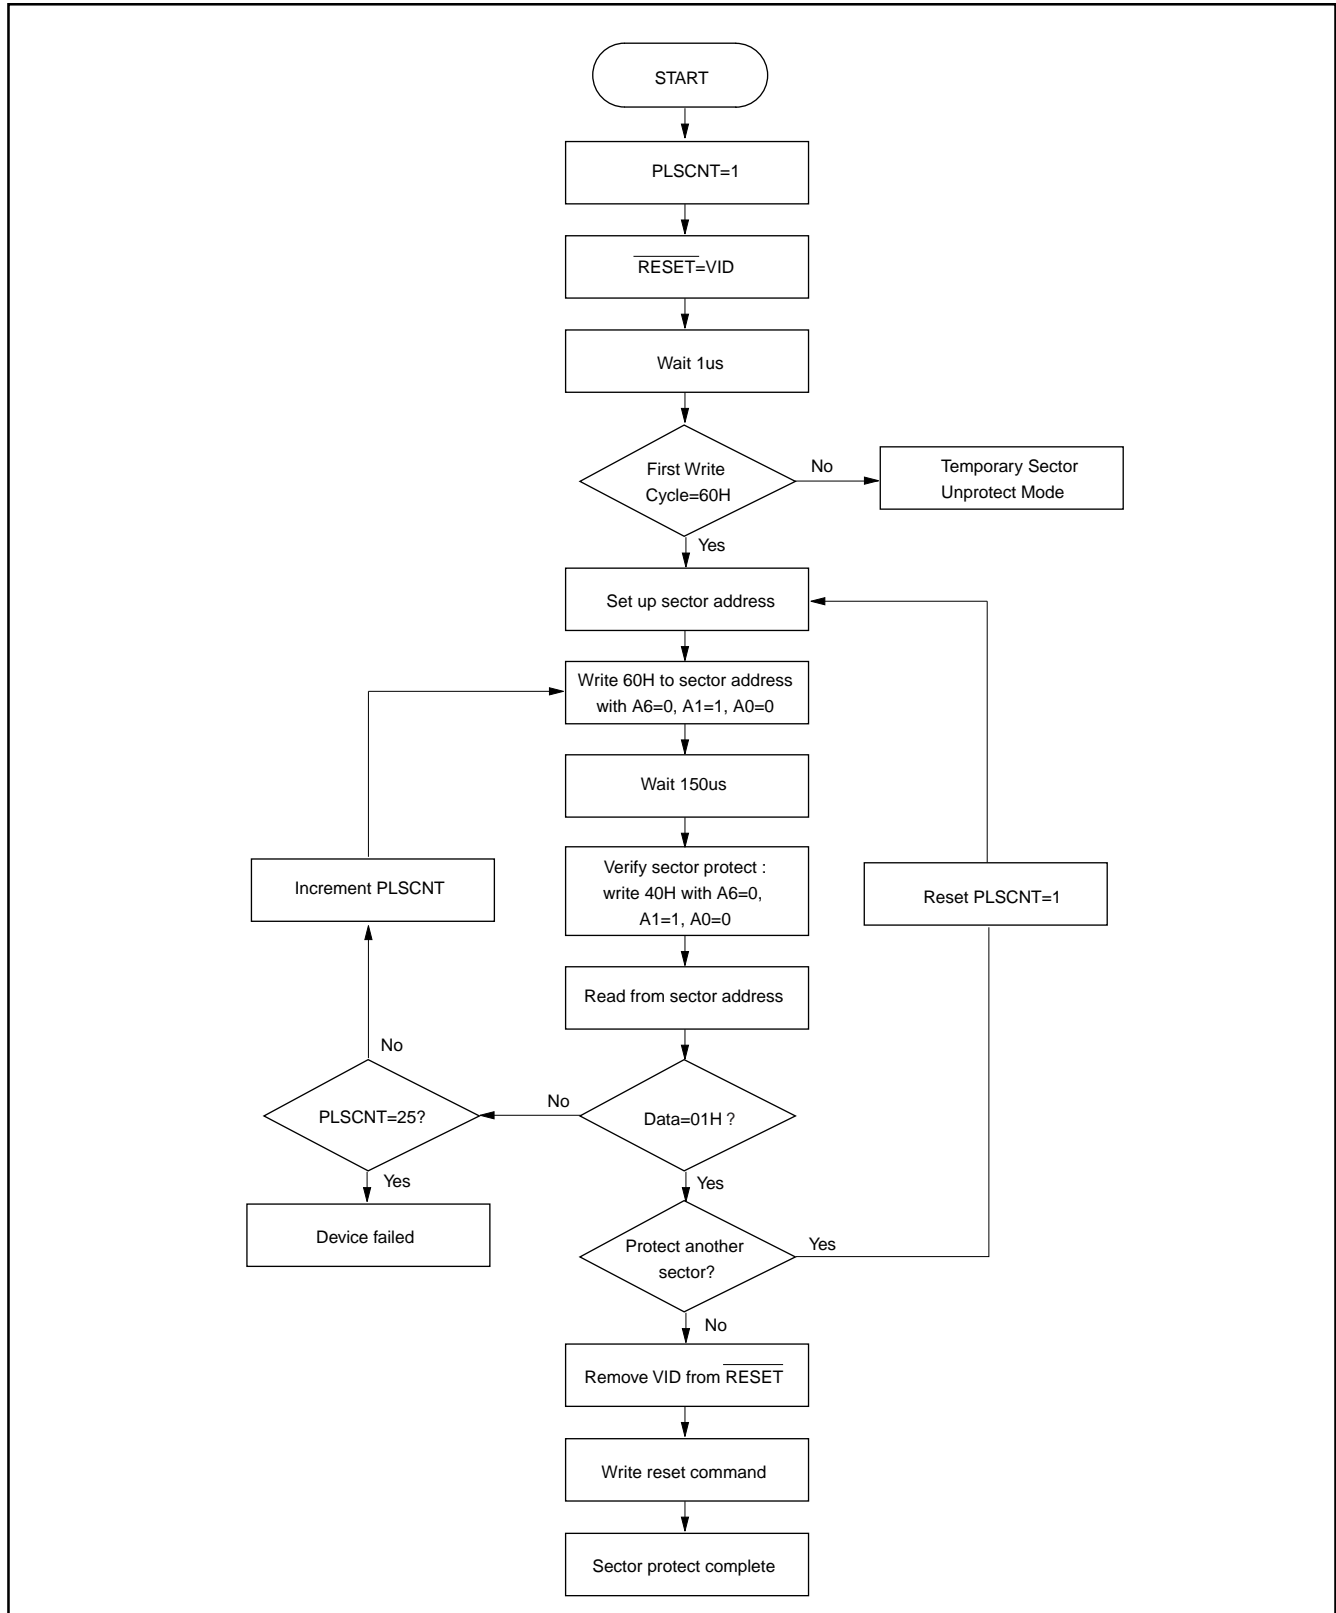 START
PLSCNT=1
RESET=VID
Wait 1us
First Write
Cycle=60H
No
Temporary Sector
Unprotect Mode
Yes
Set up sector address
Write 60H to sector address
with A6=0, A1=1, A0=0
Wait 150us
Verify sector protect :
write 40H with A6=0,
A1=1, A0=0
Increment PLSCNT
Reset PLSCNT=1
Read from sector address
No
PLSCNT=25?
No
Data=01H ?
Yes
Yes
Device failed
Protect another
sector?
Yes
No
Remove VID from RESET
Write reset command
Sector protect complete